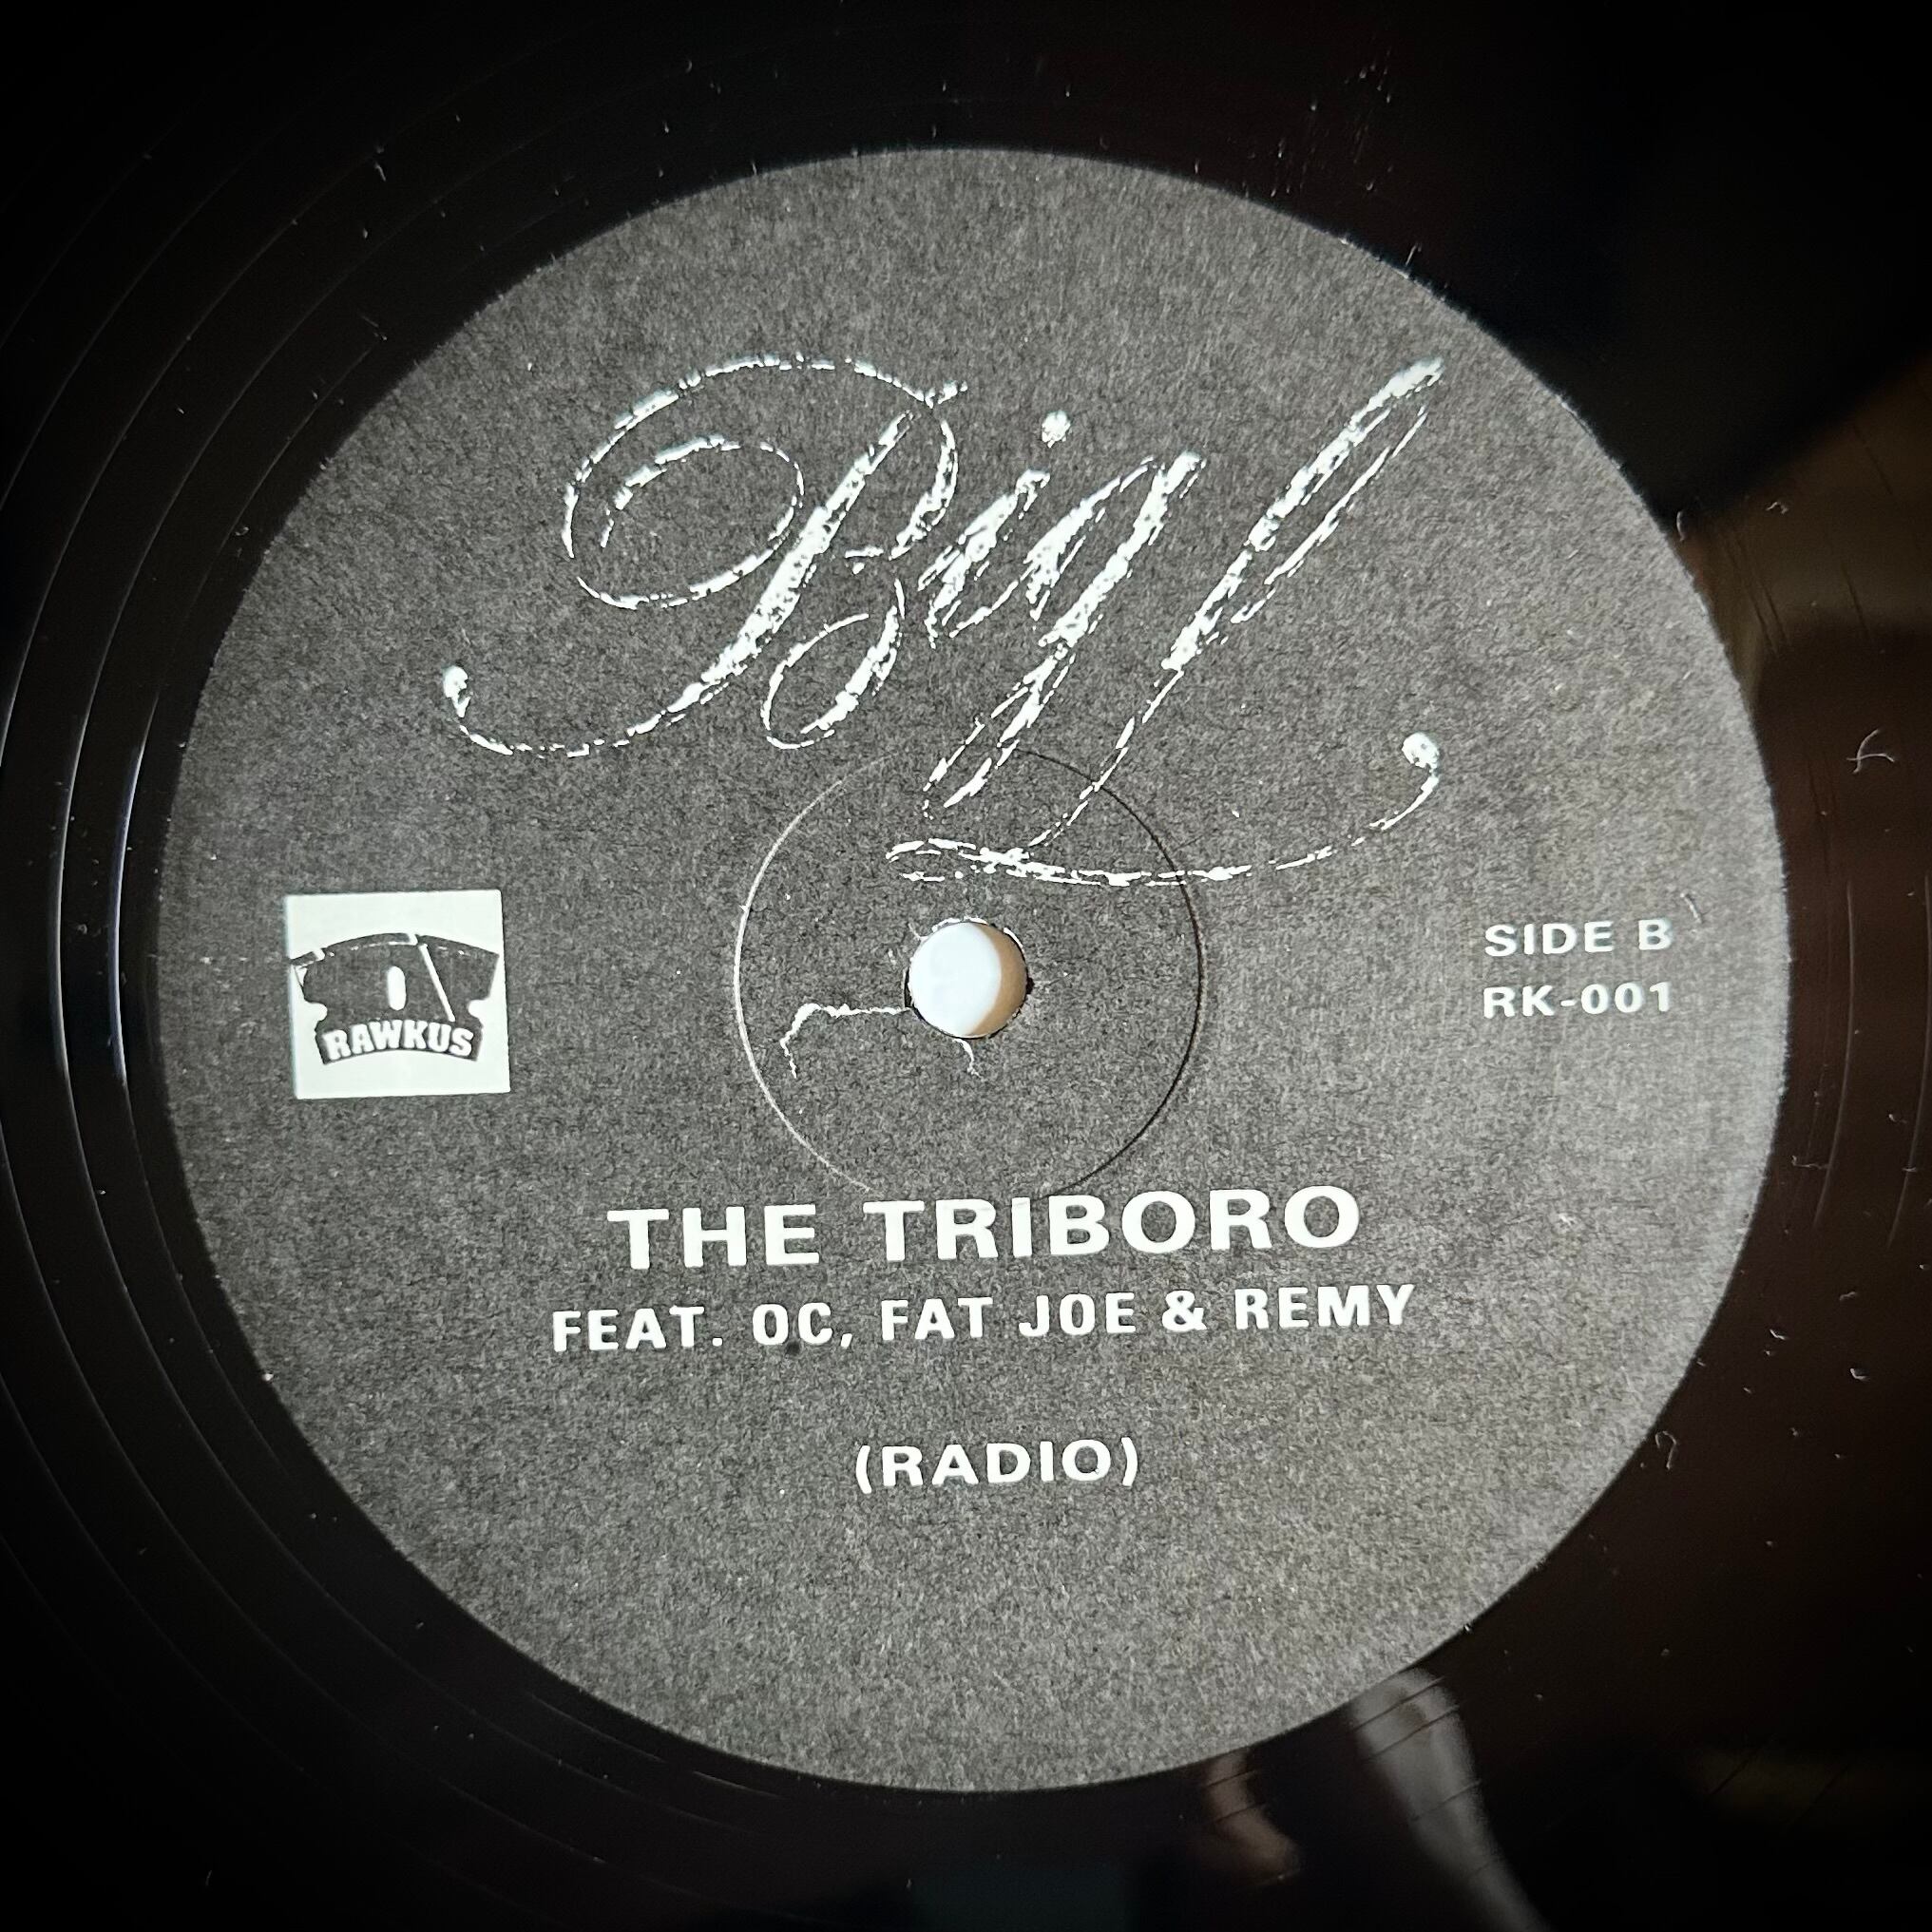 Big L
RAWKUS
SIDE B
RK-001
THE TRIBORO
FEAT. OC, FAT JOE & REMY
(RADIO)